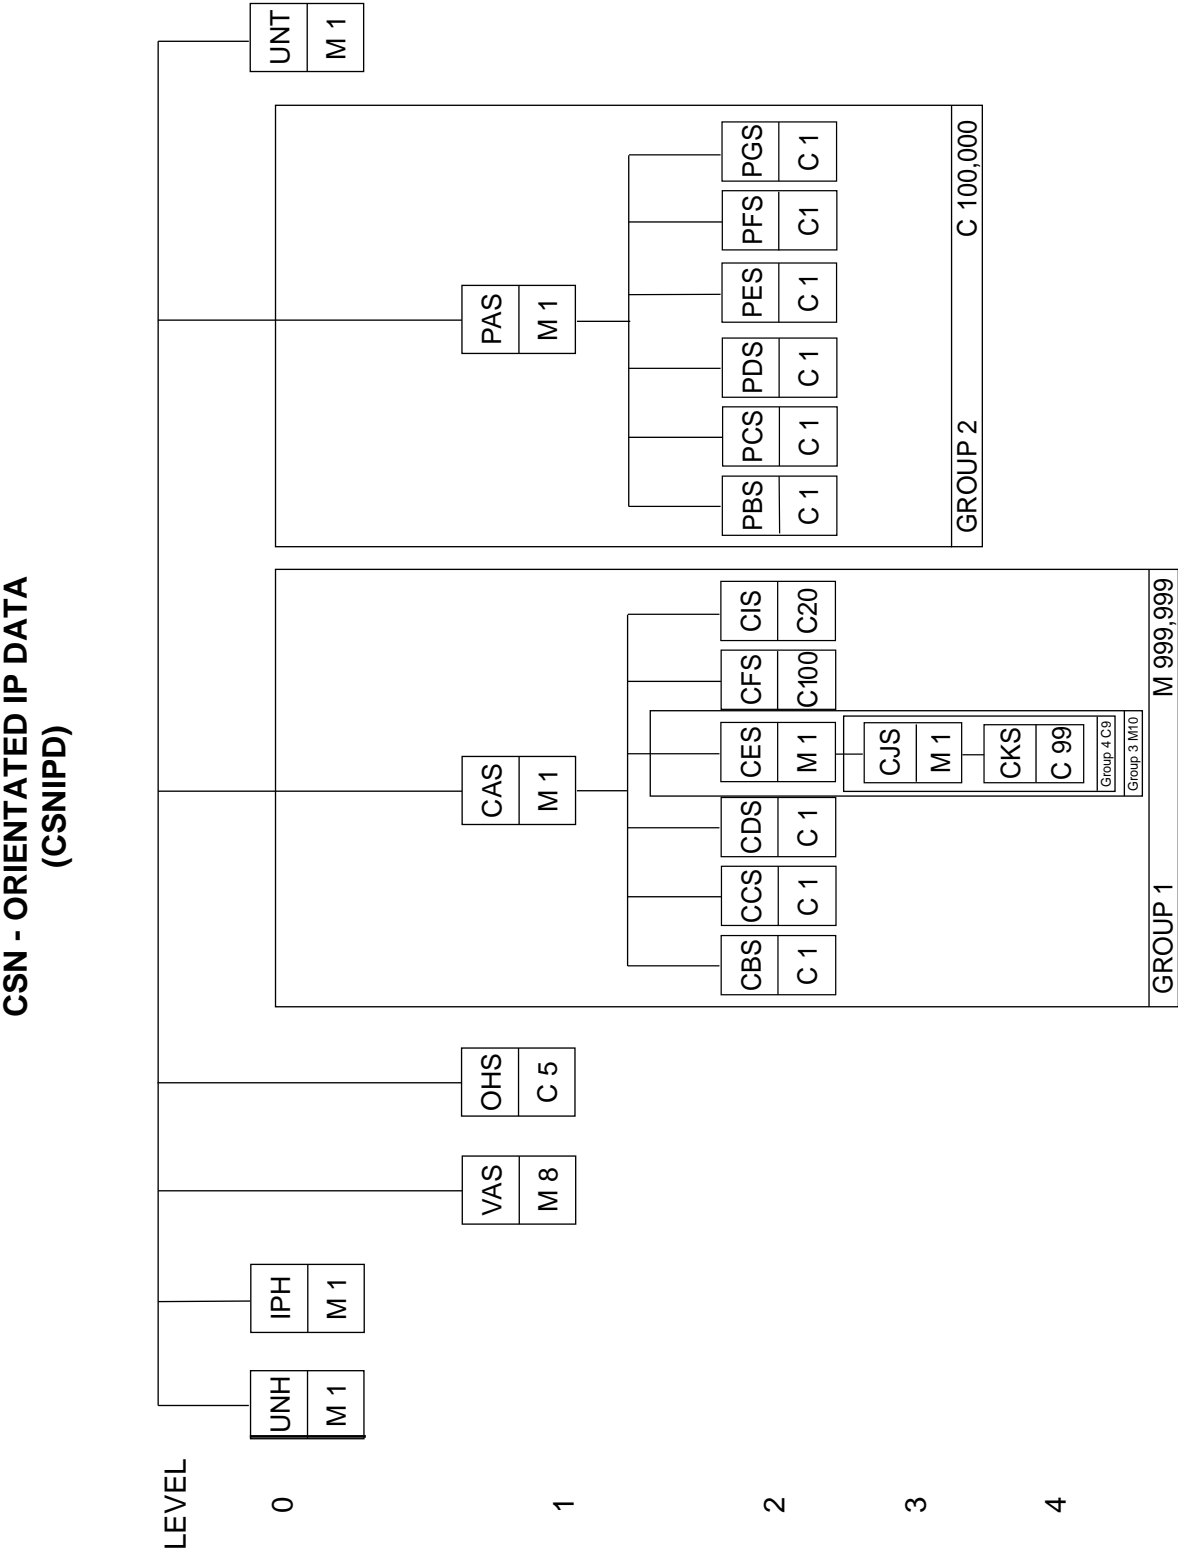 CSN - ORIENTATED IP DATA
(CSNIPD)
LEVEL
0
1
2
3
4
UNH
M 1
IPH
M 1
UNT
M 1
VAS
M 8
OHS
C 5
CAS
M 1
PAS
M 1
CBS
C 1
CCS
C 1
CDS
C 1
CES
M 1
CFS
C100
CIS
C20
CJS
M 1
CKS
C 99
Group 4 C9
Group 3 M10
GROUP 1
M 999,999
PBS
C 1
PCS
C 1
PDS
C 1
PES
C 1
PFS
C1
PGS
C 1
GROUP 2
C 100,000